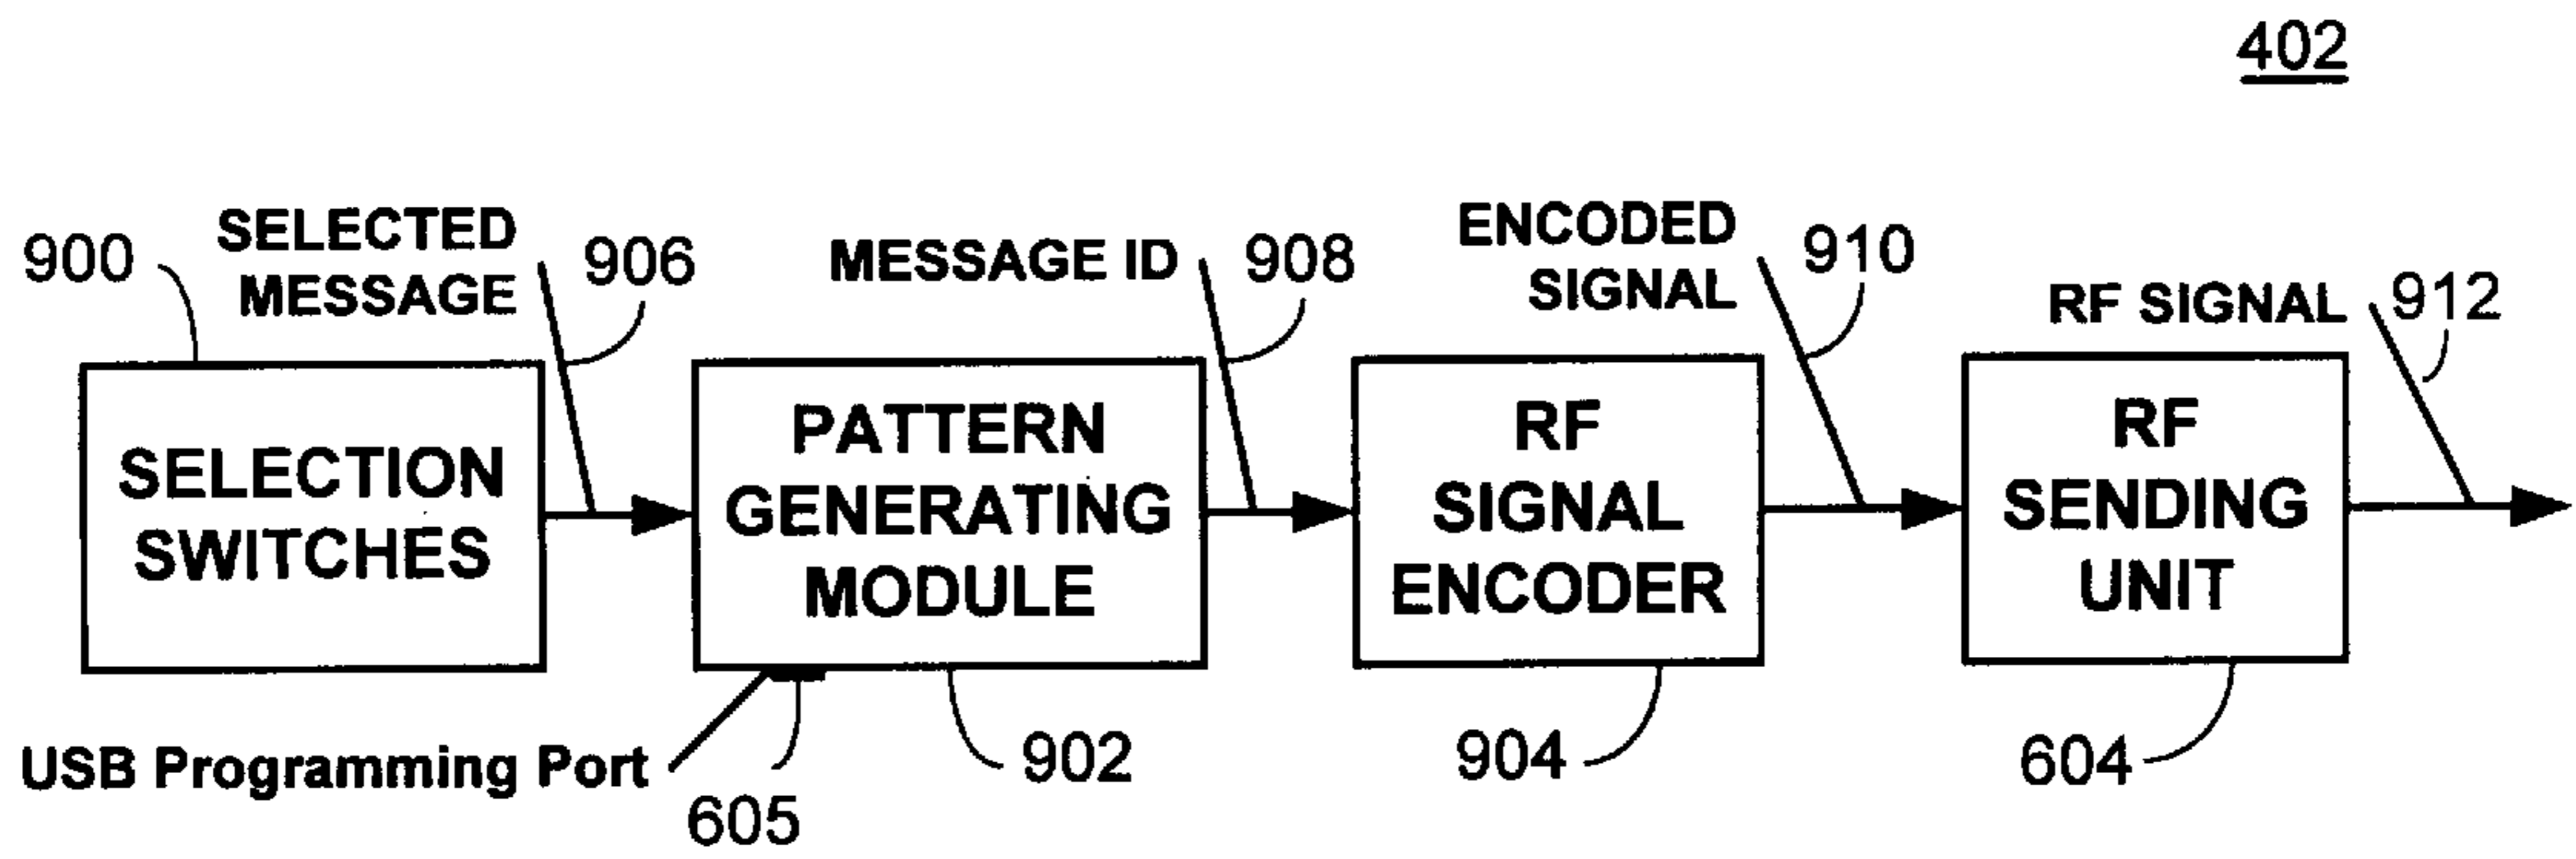 402
900
SELECTED
MESSAGE
906
MESSAGE ID
908
ENCODED
SIGNAL
910
RF SIGNAL
912
SELECTION
SWITCHES
PATTERN
GENERATING
MODULE
RF
SIGNAL
ENCODER
RF
SENDING
UNIT
USB Programming Port
605
902
904
604